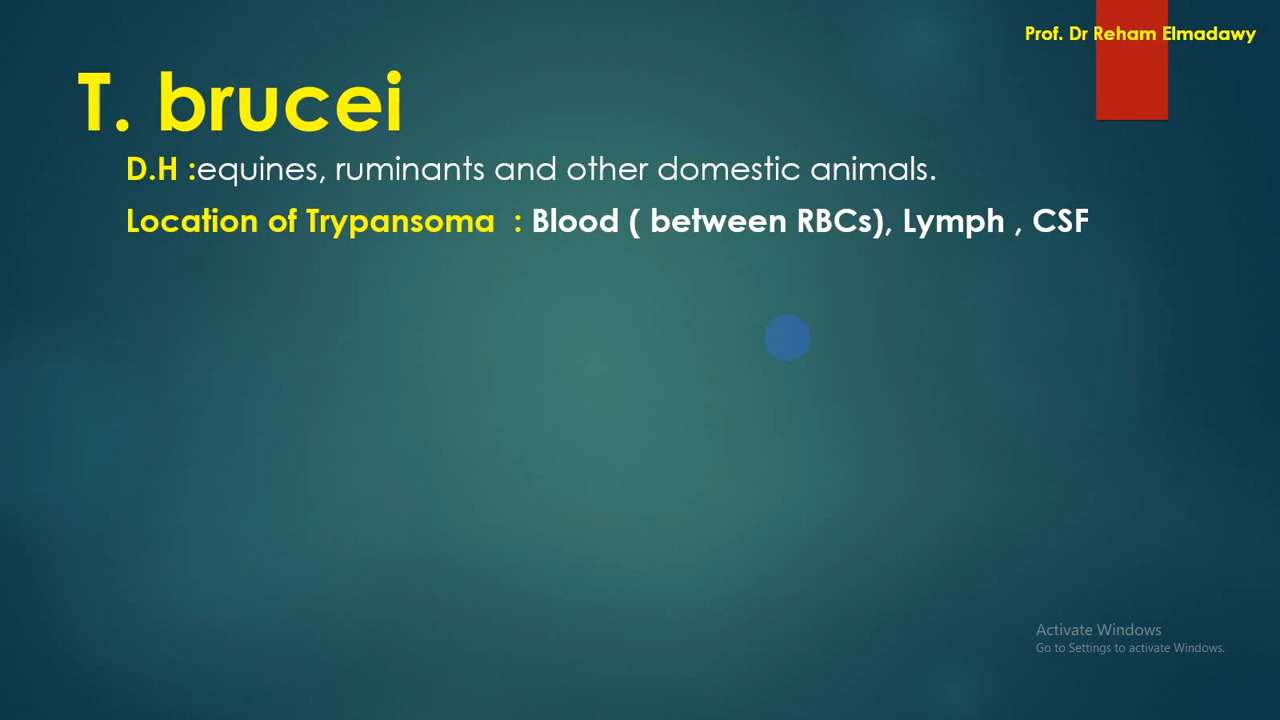 Prof. Dr Reham Elmadawy
T. brucei
D.H :equines, ruminants and other domestic animals.
Location of Trypansoma : Blood ( between RBCs), Lymph , CSF
Activate Windows
Go to Settings to activate Windows.